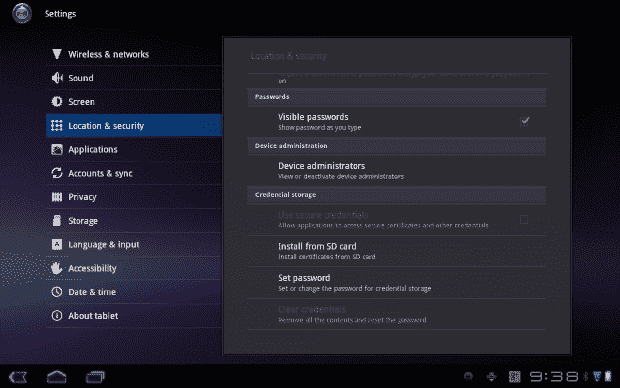 Settings
Wireless & networks
Sound
Screen
Location & security
Applications
Accounts & sync
Privacy
Storage
Language & input
Accessibility
Date & time
About tablet
Location & security
on
Passwords
Visible passwords
Show password as you type
Device administration
Device administrators
View or deactivate device administrators
Credential storage
Use secure credentials
Allow applications to access secure certificates and other credentials
Install from SD card
Install certificates from SD card
Set password
Set or change the password for credential storage
Clear credentials
Remove all the contents and reset the password
9:38